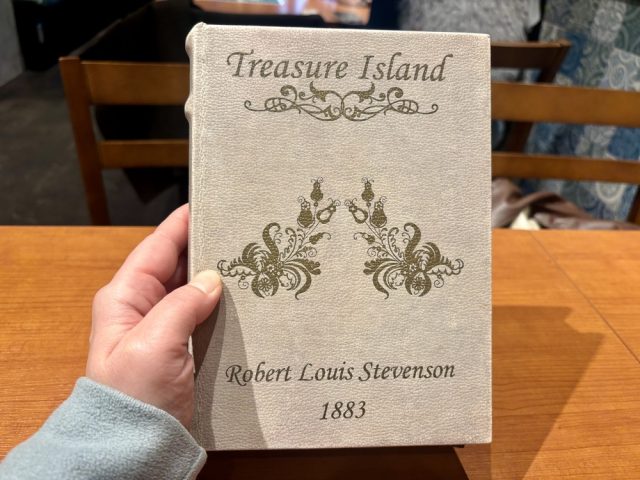 Treasure Island
Robert Louis Stevenson
1883